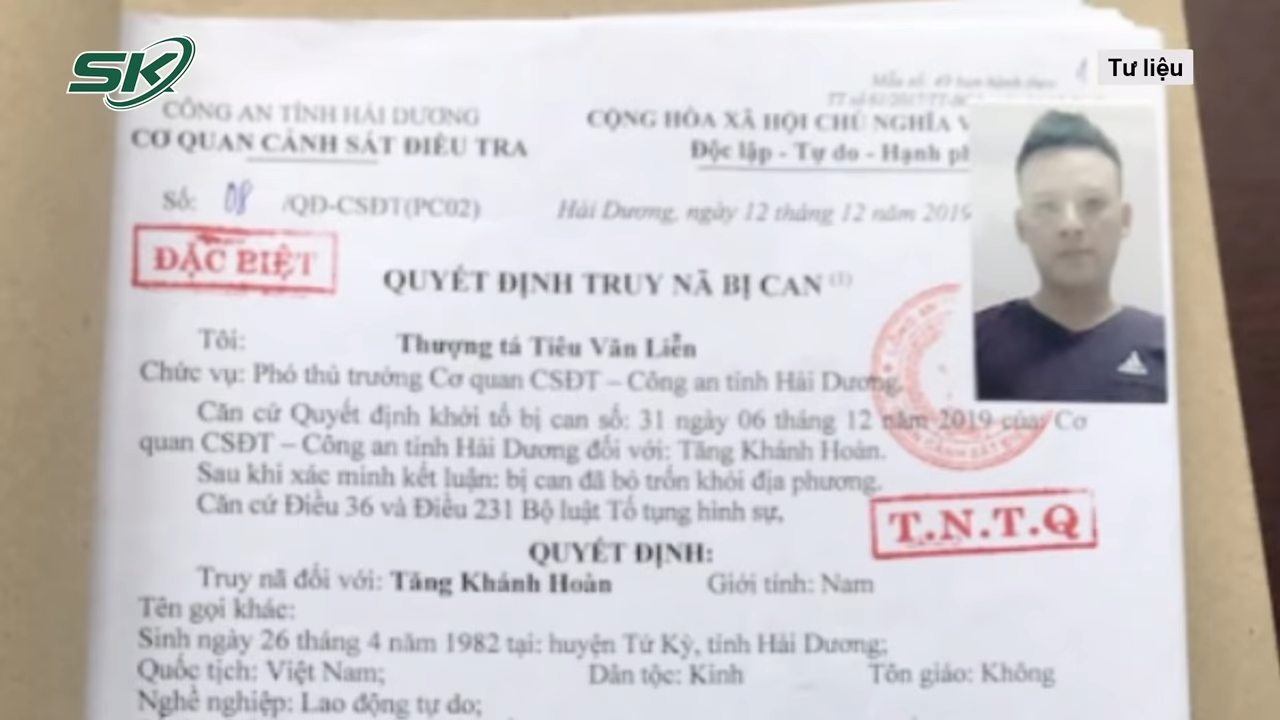 SK
Tư liệu
CÔNG AN TỈNH HẢI DƯƠNG
CƠ QUAN CẢNH SÁT ĐIỀU TRA
CỘNG HÒA XÃ HỘI CHỦ NGHĨA V
Độc lập - Tự do - Hạnh ph
Số: 08 /QĐ-CSĐT(PC02)
Hải Dương, ngày 12 tháng 12 năm 2019
ĐẶC BIỆT
QUYẾT ĐỊNH TRUY NÃ BỊ CAN (1)
Tôi: Thượng tá Tiêu Văn Liễn
Chức vụ: Phó thủ trưởng Cơ quan CSĐT – Công an tỉnh Hải Dương.
Căn cứ Quyết định khởi tố bị can số: 31 ngày 06 tháng 12 năm 2019 của: Cơ
quan CSĐT – Công an tỉnh Hải Dương đối với: Tăng Khánh Hoàn.
Sau khi xác minh kết luận: bị can đã bỏ trốn khỏi địa phương.
Căn cứ Điều 36 và Điều 231 Bộ luật Tố tụng hình sự,
T.N.T.Q
QUYẾT ĐỊNH:
Truy nã đối với: Tăng Khánh Hoàn Giới tính: Nam
Tên gọi khác:
Sinh ngày 26 tháng 4 năm 1982 tại: huyện Tứ Kỳ, tỉnh Hải Dương;
Quốc tịch: Việt Nam; Dân tộc: Kinh Tôn giáo: Không
Nghề nghiệp: Lao động tự do;